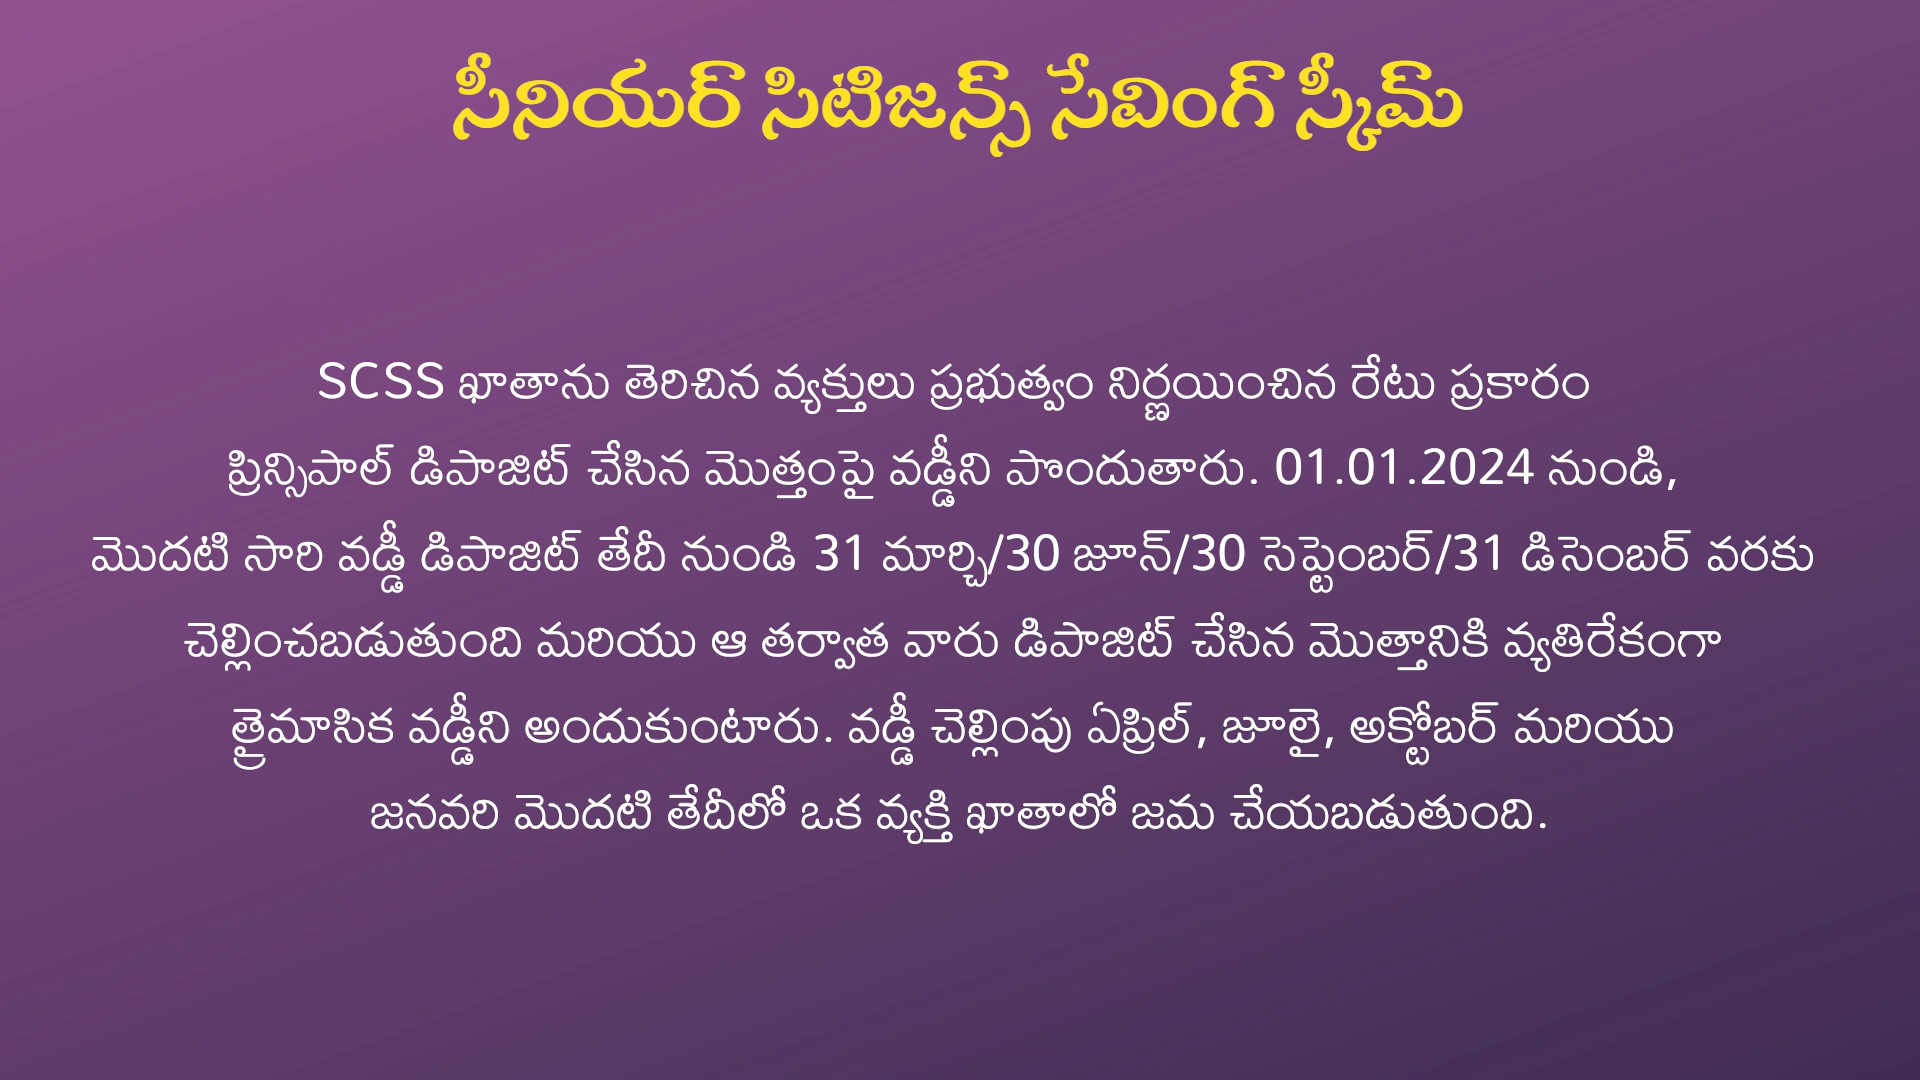 సీనియర్ సిటిజన్స్ సేవింగ్ స్కీమ్
SCSS ఖాతాను తెరిచిన వ్యక్తులు ప్రభుత్వం నిర్ణయించిన రేటు ప్రకారం
ప్రిన్సిపాల్ డిపాజిట్ చేసిన మొత్తంపై వడ్డీని పొందుతారు. 01.01.2024 నుండి,
మొదటి సారి వడ్డీ డిపాజిట్ తేదీ నుండి 31 మార్చి/30 జూన్/30 సెప్టెంబర్/31 డిసెంబర్ వరకు
చెల్లించబడుతుంది మరియు ఆ తర్వాత వారు డిపాజిట్ చేసిన మొత్తానికి వ్యతిరేకంగా
త్రైమాసిక వడ్డీని అందుకుంటారు. వడ్డీ చెల్లింపు ఏప్రిల్, జూలై, అక్టోబర్ మరియు
జనవరి మొదటి తేదీలో ఒక వ్యక్తి ఖాతాలో జమ చేయబడుతుంది.